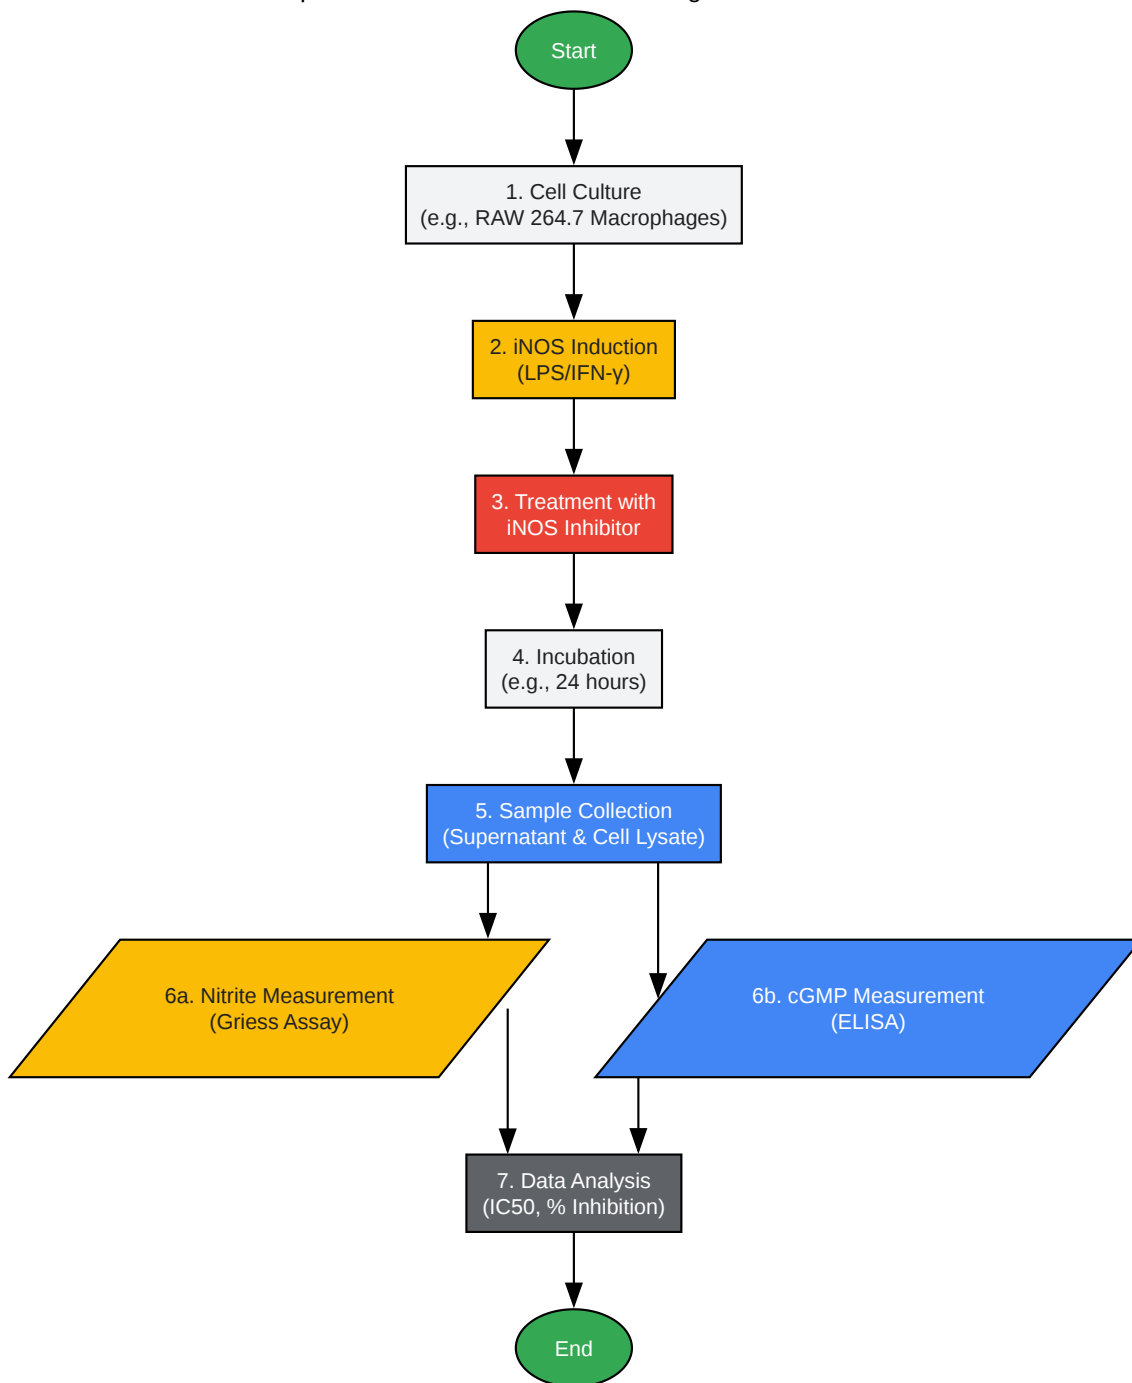 Start
1. Cell Culture
(e.g., RAW 264.7 Macrophages)
2. iNOS Induction
(LPS/IFN-γ)
3. Treatment with
iNOS Inhibitor
4. Incubation
(e.g., 24 hours)
5. Sample Collection
(Supernatant & Cell Lysate)
6a. Nitrite Measurement
(Griess Assay)
6b. cGMP Measurement
(ELISA)
7. Data Analysis
(IC50, % Inhibition)
End